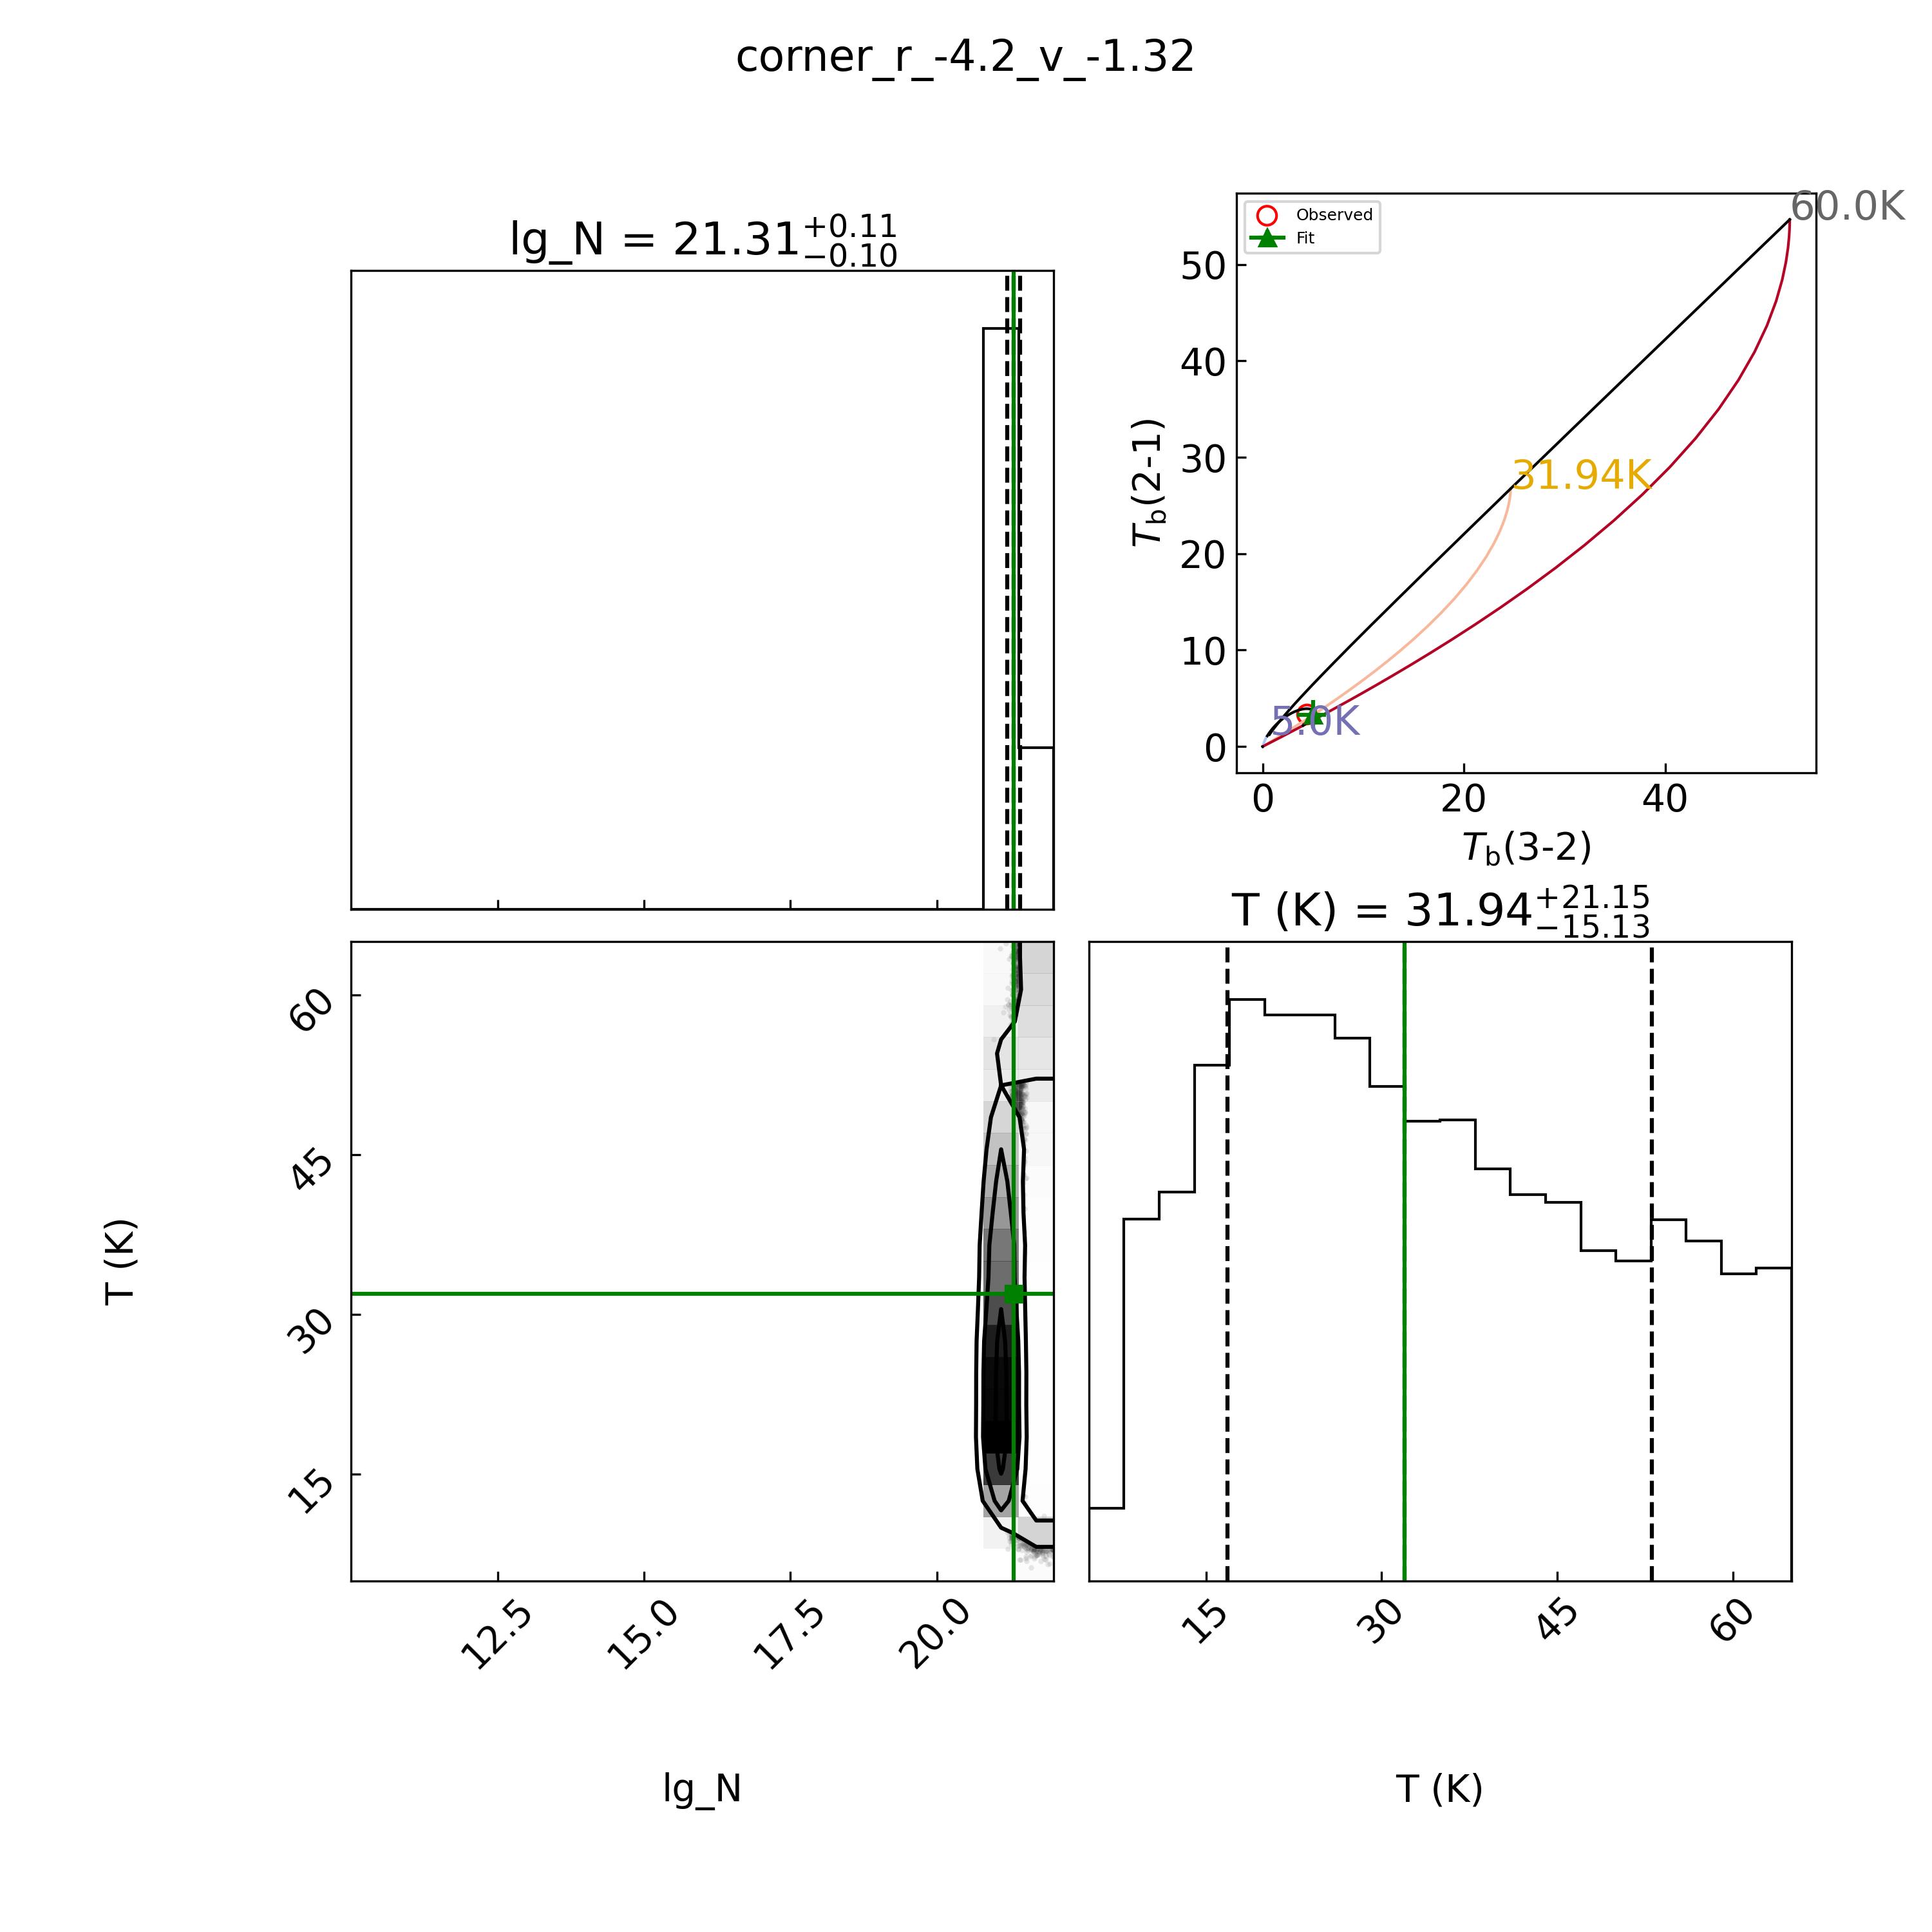 corner_r_-4.2_v_-1.32
lg_N = 21.31+0.11−0.10
Observed
Fit
60.0K
50
40
30
20
10
0
Tb(2-1)
31.94K
5.0K
0 20 40
Tb(3-2)
T (K) = 31.94+21.15−15.13
60
45
30
15
T (K)
12.5 15.0 17.5 20.0
lg_N
15 30 45 60
T (K)